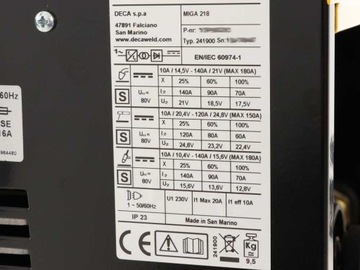 DECA s.p.a
MIGA 218
47891 Falciano
San Marino
P-nr:
www.decaweld.com
Typ: 241900 Sn:
EN/IEC 60974-1
10A / 14,5V - 140A / 21V (MAX 180A)
X 25% 60% 100%
S U₀= 80V
I₂ 140A 90A 70A
U₂ 21V 18,5V 17,5V
10A / 20,4V - 120A / 24,8V (MAX 150A)
X 25% 60% 100%
S U₀= 80V
I₂ 120A 80A 60A
U₂ 24,8V 23,2V 22,4V
10A / 10,4V - 140A / 15,6V (MAX 180A)
X 25% 60% 100%
S U₀= 80V
I₂ 140A 90A 70A
U₂ 15,6V 13,6V 12,8V
1 ~ 50/60Hz
U1 230V
I1 Max 20A
I1 eff 10A
IP 23
Made in San Marino
CE
241900
Kg
9,5
60Hz
SE
16A